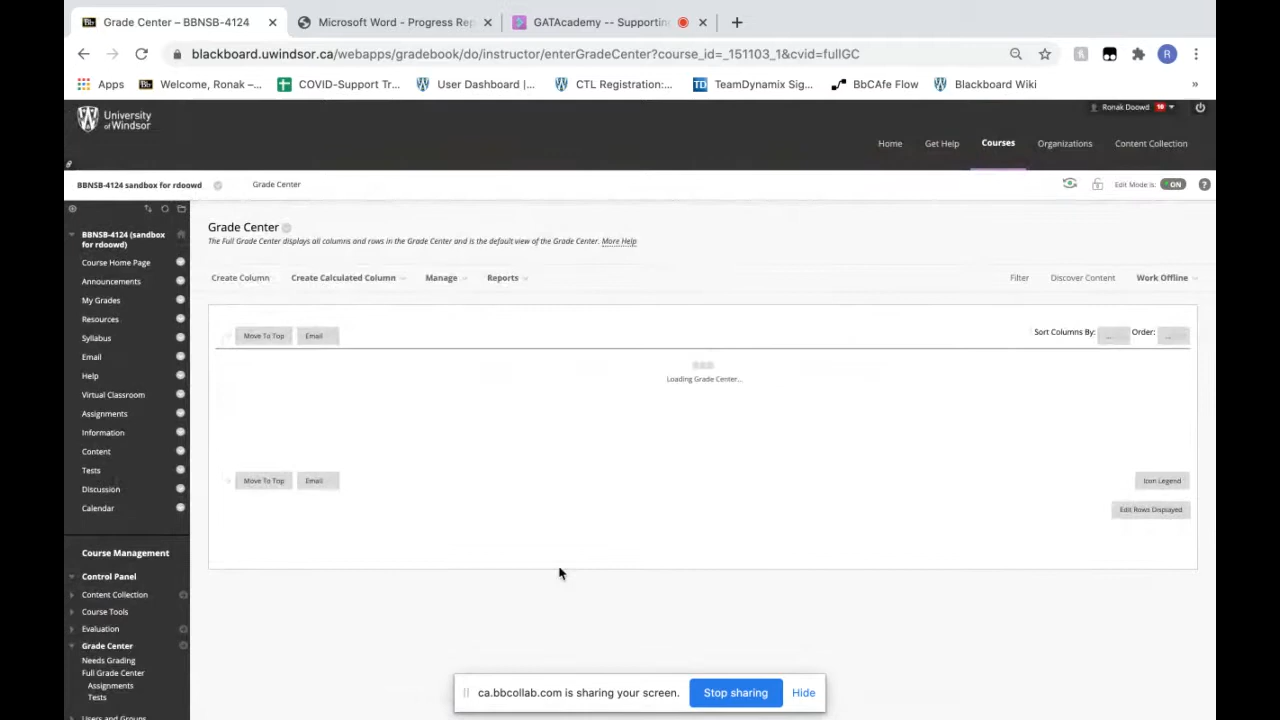 Grade Center – BBNSB-4124
Microsoft Word - Progress Rep
GATAcademy -- Supportin
blackboard.uwindsor.ca/webapps/gradebook/do/instructor/enterGradeCenter?course_id=_151103_1&cvid=fullGC
R
Apps
Bb
Welcome, Ronak –...
COVID-Support Tr...
User Dashboard |...
CTL Registration:...
TD
TeamDynamix Sig...
BbCAfe Flow
Blackboard Wiki
»
University
of Windsor
Ronak Doowd
Home
Get Help
Courses
Organizations
Content Collection
BBNSB-4124 sandbox for rdoowd
Grade Center
Edit Mode is:
ON
?
BBNSB-4124 (sandbox
for rdoowd)
Course Home Page
Announcements
My Grades
Resources
Syllabus
Email
Help
Virtual Classroom
Assignments
Information
Content
Tests
Discussion
Calendar
Course Management
Control Panel
Content Collection
Course Tools
Evaluation
Grade Center
Needs Grading
Full Grade Center
Assignments
Tests
Users and Groups
Grade Center
The Full Grade Center displays all columns and rows in the Grade Center and is the default view of the Grade Center. More Help
Create Column
Create Calculated Column
Manage
Reports
Filter
Discover Content
Work Offline
Move To Top
Email
Sort Columns By:
...
Order:
...
Loading Grade Center...
Move To Top
Email
Icon Legend
Edit Rows Displayed
ca.bbcollab.com is sharing your screen.
Stop sharing
Hide